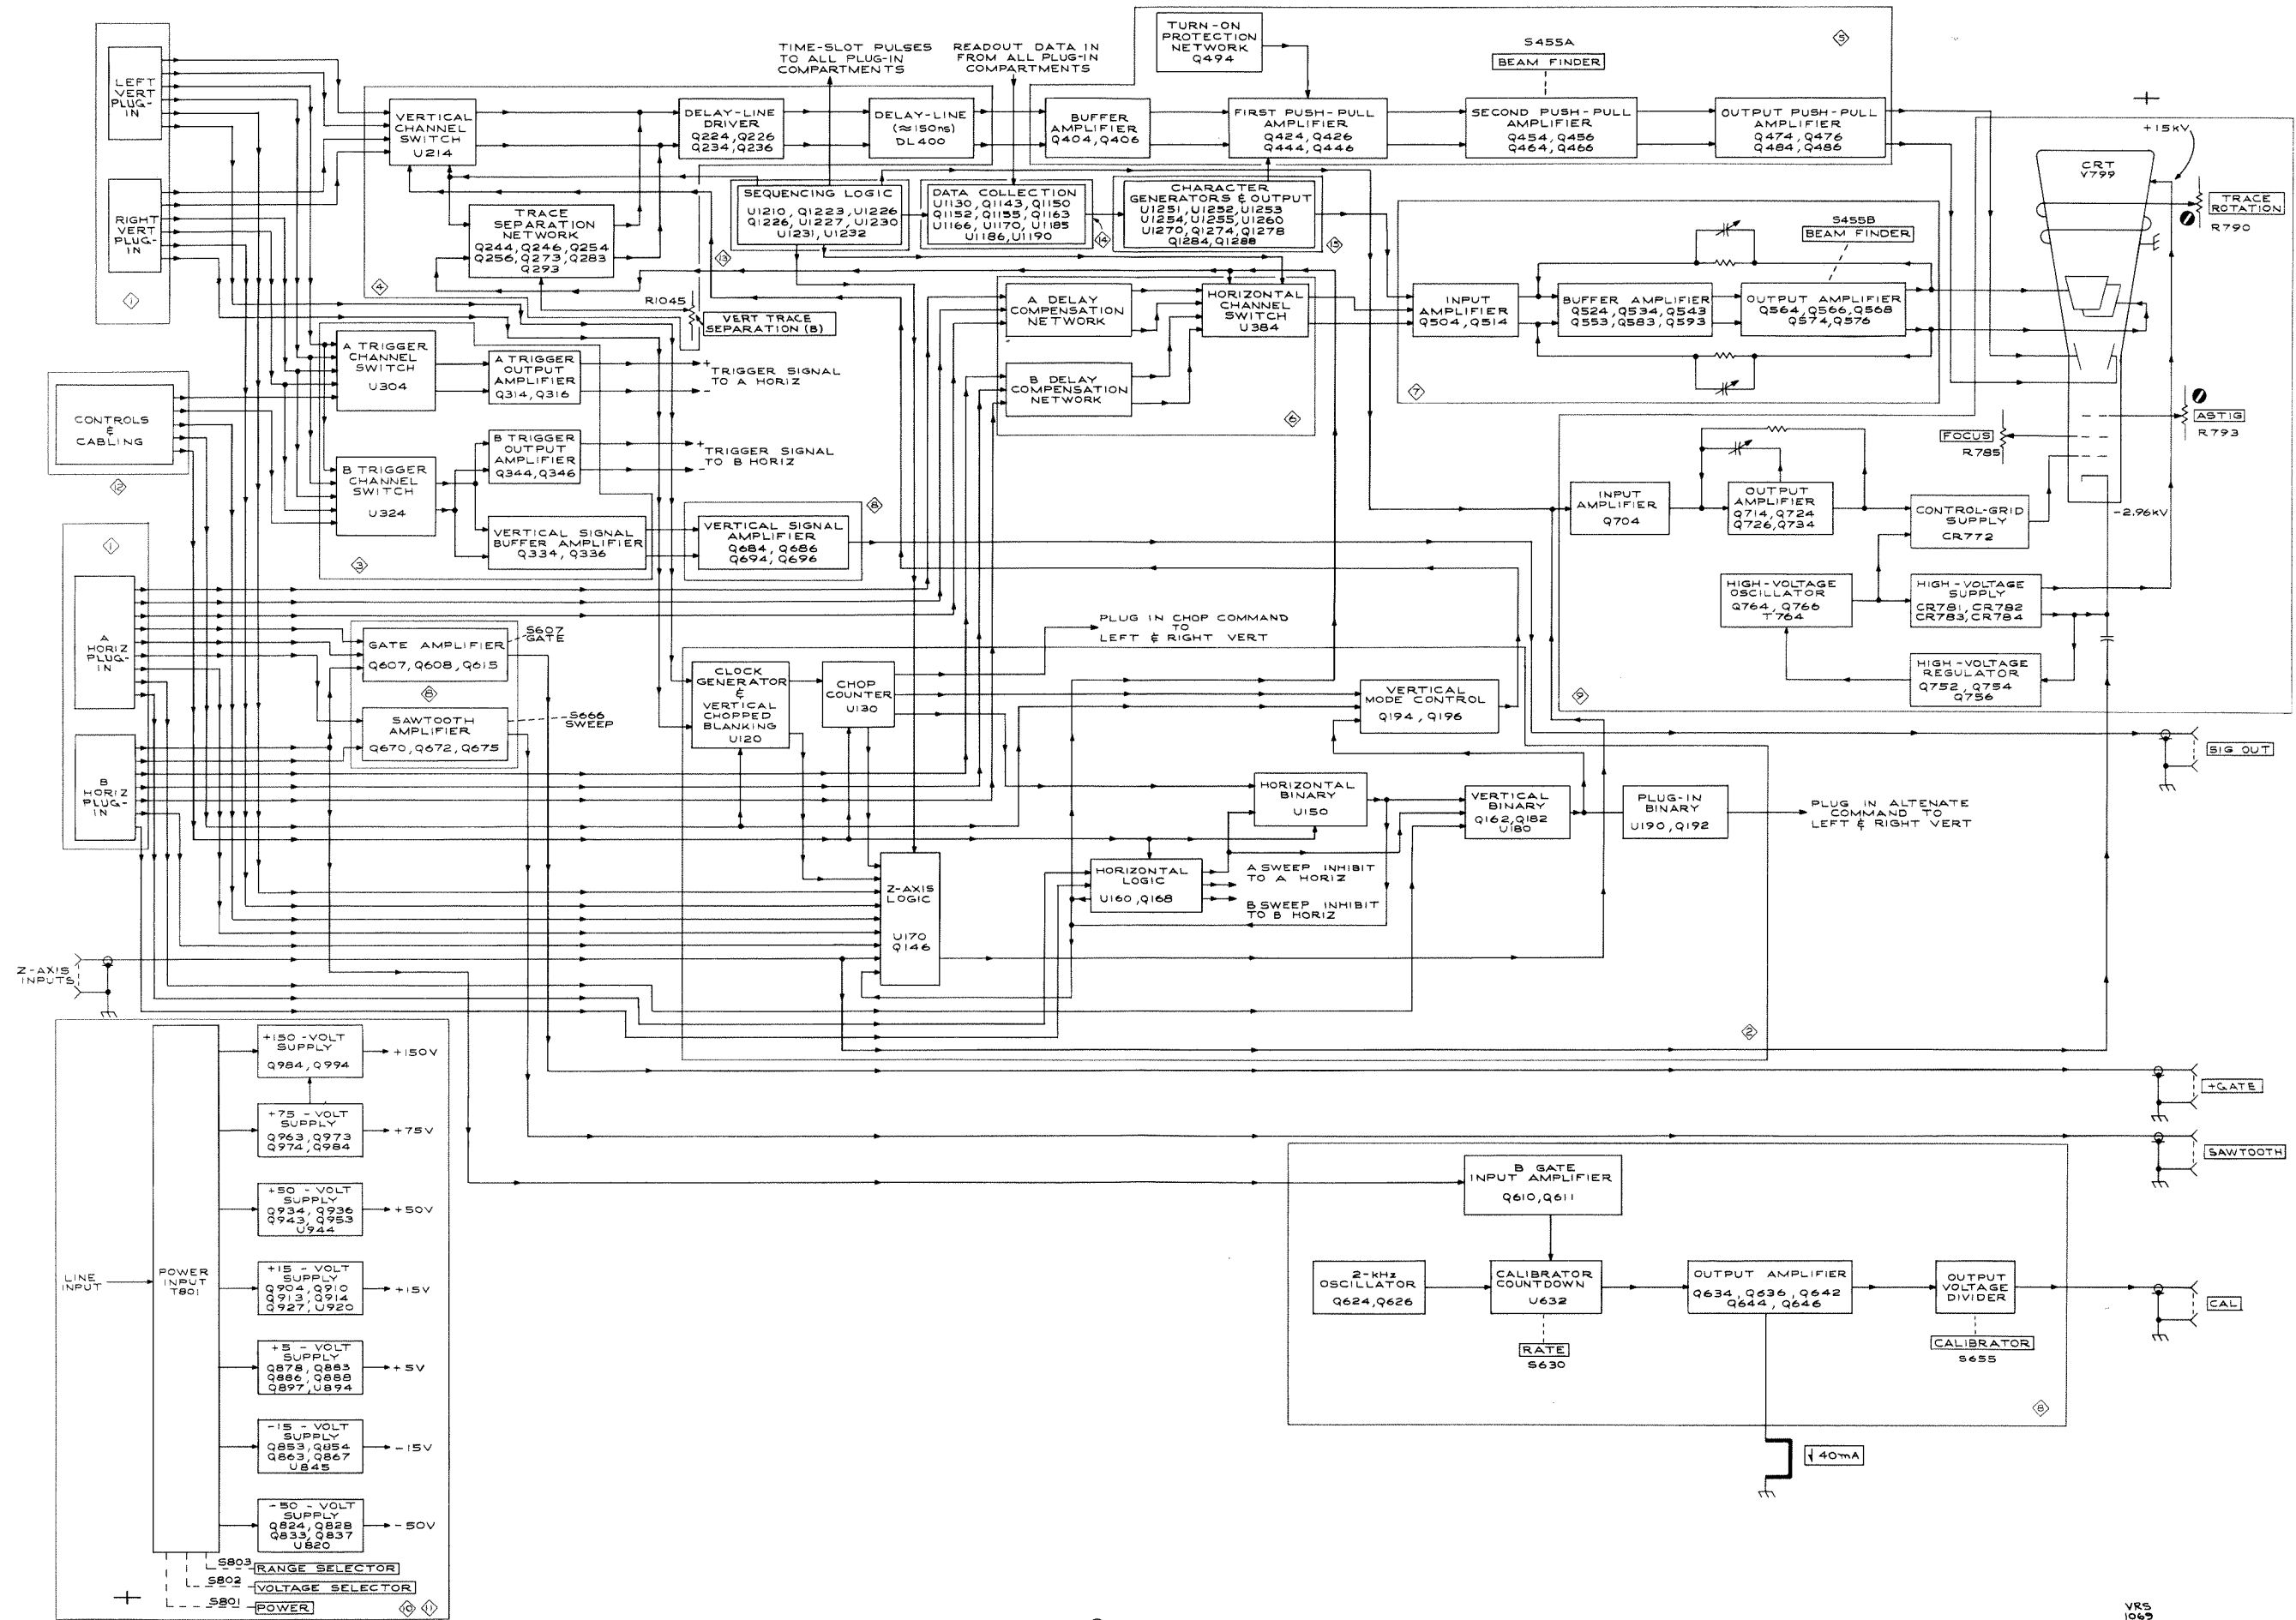 LEFT
VERT
PLUG-
IN
RIGHT
VERT
PLUG-
IN
1
VERTICAL
CHANNEL
SWITCH
U214
TIME-SLOT PULSES
TO ALL PLUG-IN
COMPARTMENTS
READOUT DATA IN
FROM ALL PLUG-IN
COMPARTMENTS
DELAY-LINE
DRIVER
Q224, Q226
Q234, Q236
DELAY-LINE
(≈150ns)
DL400
TURN-ON
PROTECTION
NETWORK
Q494
BUFFER
AMPLIFIER
Q404, Q406
FIRST PUSH-PULL
AMPLIFIER
Q424, Q426
Q444, Q446
S455A
BEAM FINDER
SECOND PUSH-PULL
AMPLIFIER
Q454, Q456
Q464, Q466
OUTPUT PUSH-PULL
AMPLIFIER
Q474, Q476
Q484, Q486
5
TRACE
SEPARATION
NETWORK
Q244, Q246, Q254
Q256, Q273, Q283
Q293
4
SEQUENCING LOGIC
U1210, Q1223, U1226
Q1226, U1227, U1230
U1231, U1232
13
DATA COLLECTION
U1130, Q1143, Q1150
Q1152, Q1155, Q1163
U1166, U1170, U1185
U1186, U1190
14
CHARACTER
GENERATORS & OUTPUT
U1251, U1252, U1253
U1254, U1255, U1260
U1270, Q1274, Q1278
Q1284, Q1288
15
R1045
VERT TRACE
SEPARATION (B)
A DELAY
COMPENSATION
NETWORK
B DELAY
COMPENSATION
NETWORK
HORIZONTAL
CHANNEL
SWITCH
U384
6
INPUT
AMPLIFIER
Q504, Q514
BUFFER AMPLIFIER
Q524, Q534, Q543
Q553, Q583, Q593
S455B
BEAM FINDER
OUTPUT AMPLIFIER
Q564, Q566, Q568
Q574, Q576
7
+15kV
CRT
V799
TRACE
ROTATION
R790
ASTIG
R793
FOCUS
R785
-2.96kV
A TRIGGER
CHANNEL
SWITCH
U304
A TRIGGER
OUTPUT
AMPLIFIER
Q314, Q316
+
TRIGGER SIGNAL
TO A HORIZ
-
B TRIGGER
CHANNEL
SWITCH
U324
B TRIGGER
OUTPUT
AMPLIFIER
Q344, Q346
+
TRIGGER SIGNAL
TO B HORIZ
-
VERTICAL SIGNAL
BUFFER AMPLIFIER
Q334, Q336
3
VERTICAL SIGNAL
AMPLIFIER
Q684, Q686
Q694, Q696
8
CONTROLS
&
CABLING
12
INPUT
AMPLIFIER
Q704
OUTPUT
AMPLIFIER
Q714, Q724
Q726, Q734
CONTROL-GRID
SUPPLY
CR772
HIGH-VOLTAGE
OSCILLATOR
Q764, Q766
T764
HIGH-VOLTAGE
SUPPLY
CR781, CR782
CR783, CR784
HIGH-VOLTAGE
REGULATOR
Q752, Q754
Q756
9
1
A
HORIZ
PLUG-
IN
B
HORIZ
PLUG-
IN
GATE AMPLIFIER
Q607, Q608, Q615
S607
GATE
8
SAWTOOTH
AMPLIFIER
Q670, Q672, Q675
S666
SWEEP
CLOCK
GENERATOR
&
VERTICAL
CHOPPED
BLANKING
U120
CHOP
COUNTER
U130
PLUG IN CHOP COMMAND
TO
LEFT & RIGHT VERT
VERTICAL
MODE CONTROL
Q194, Q196
HORIZONTAL
BINARY
U150
VERTICAL
BINARY
Q162, Q182
U180
PLUG-IN
BINARY
U190, Q192
PLUG IN ALTENATE
COMMAND TO
LEFT & RIGHT VERT
SIG OUT
HORIZONTAL
LOGIC
U160, Q168
A SWEEP INHIBIT
TO A HORIZ
B SWEEP INHIBIT
TO B HORIZ
Z-AXIS
LOGIC
U170
Q146
2
Z-AXIS
INPUTS
LINE
INPUT
POWER
INPUT
T801
+150-VOLT
SUPPLY
Q984, Q994
+150V
+75-VOLT
SUPPLY
Q963, Q973
Q974, Q984
+75V
+50-VOLT
SUPPLY
Q934, Q936
Q943, Q953
U944
+50V
+15-VOLT
SUPPLY
Q904, Q910
Q913, Q914
Q927, U920
+15V
+5-VOLT
SUPPLY
Q878, Q883
Q886, Q888
Q897, U894
+5V
-15-VOLT
SUPPLY
Q853, Q854
Q863, Q867
U845
-15V
-50-VOLT
SUPPLY
Q824, Q828
Q833, Q837
U820
-50V
S803
RANGE SELECTOR
S802
VOLTAGE SELECTOR
S801
POWER
10 11
+GATE
SAWTOOTH
B GATE
INPUT AMPLIFIER
Q610, Q611
2-kHz
OSCILLATOR
Q624, Q626
CALIBRATOR
COUNTDOWN
U632
RATE
S630
OUTPUT AMPLIFIER
Q634, Q636, Q642
Q644, Q646
OUTPUT
VOLTAGE
DIVIDER
CALIBRATOR
S655
CAL
8
40mA
VRS
1069